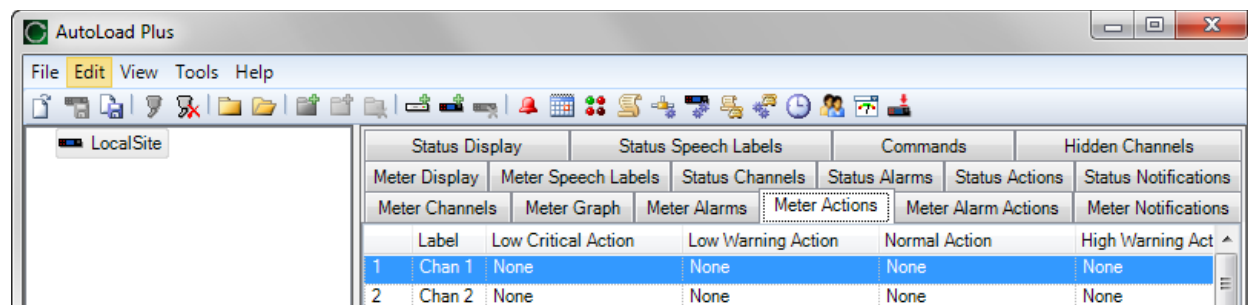 AutoLoad Plus
File Edit View Tools Help
LocalSite
Status Display Status Speech Labels Commands Hidden Channels
Meter Display Meter Speech Labels Status Channels Status Alarms Status Actions Status Notifications
Meter Channels Meter Graph Meter Alarms Meter Actions Meter Alarm Actions Meter Notifications
Label Low Critical Action Low Warning Action Normal Action High Warning Act
1 Chan 1 None None None None
2 Chan 2 None None None None